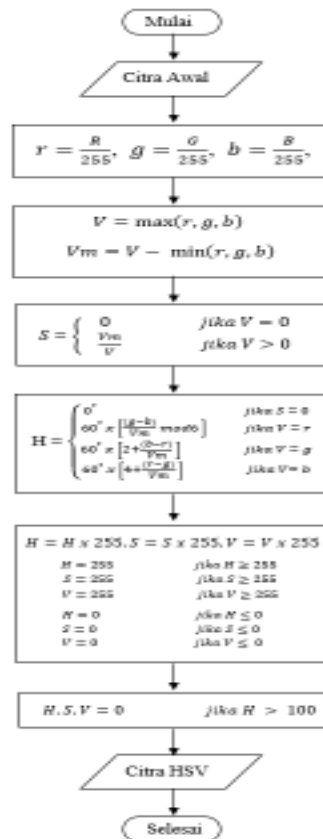 Mulai
Citra Awal
r = R/255, g = G/255, b = B/255,
V = max(r, g, b)
Vm = V − min(r, g, b)
S = { 0 jika V = 0
Vm/V jika V > 0
H = { 0° jika S = 0
60° x [(g−b)/Vm mod6] jika V = r
60° x [2+(b−r)/Vm] jika V = g
60° x [4+(r−g)/Vm] jika V = b
H = H x 255. S = S x 255. V = V x 255
H = 255 jika H ≥ 255
S = 255 jika S ≥ 255
V = 255 jika V ≥ 255
H = 0 jika H ≤ 0
S = 0 jika S ≤ 0
V = 0 jika V ≤ 0
H.S.V = 0 jika H > 100
Citra HSV
Selesai